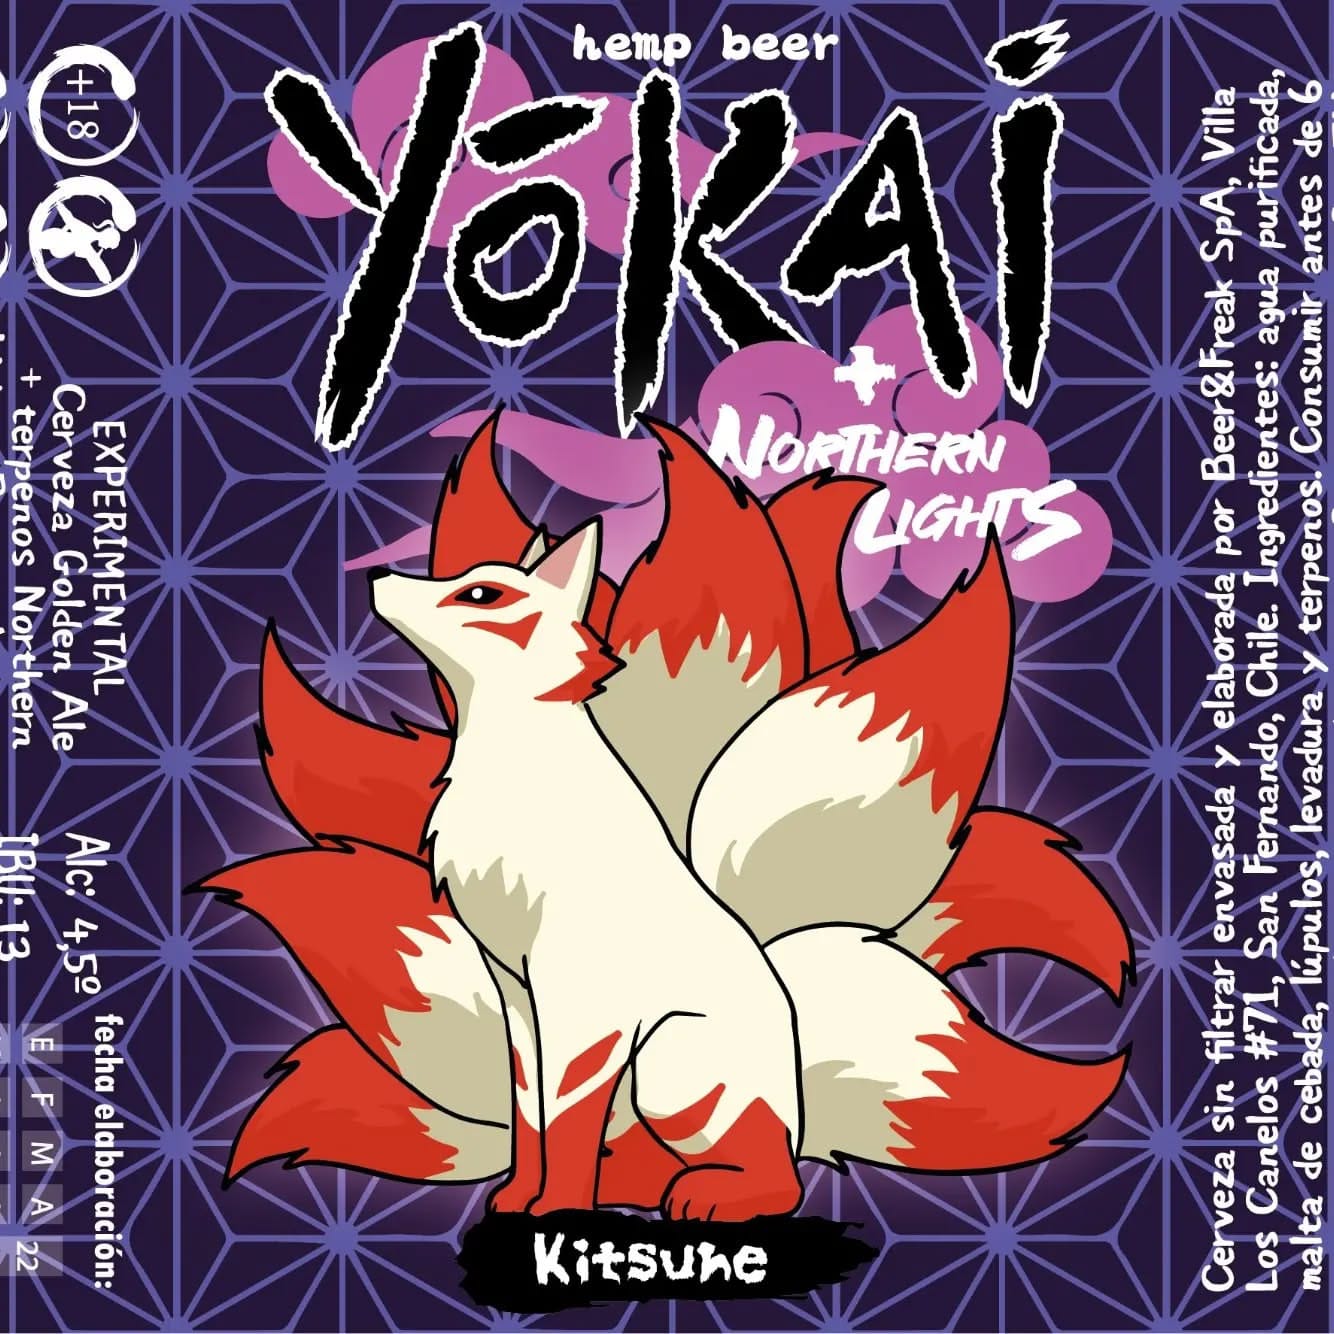 hemp beer
YŌKAI
+
NORTHERN
LIGHTS
Kitsune
+18
EXPERIMENTAL
Cerveza Golden Ale
+ terpenos Northern
Alc: 4,5º
IBU: 13
fecha elaboración:
E F M A 22
Cerveza sin filtrar envasada y elaborada por Beer&Freak SpA, Villa
Los Canelos #71, San Fernando, Chile. Ingredientes: agua purificada,
malta de cebada, lúpulos, levadura y terpenos. Consumir antes de 6